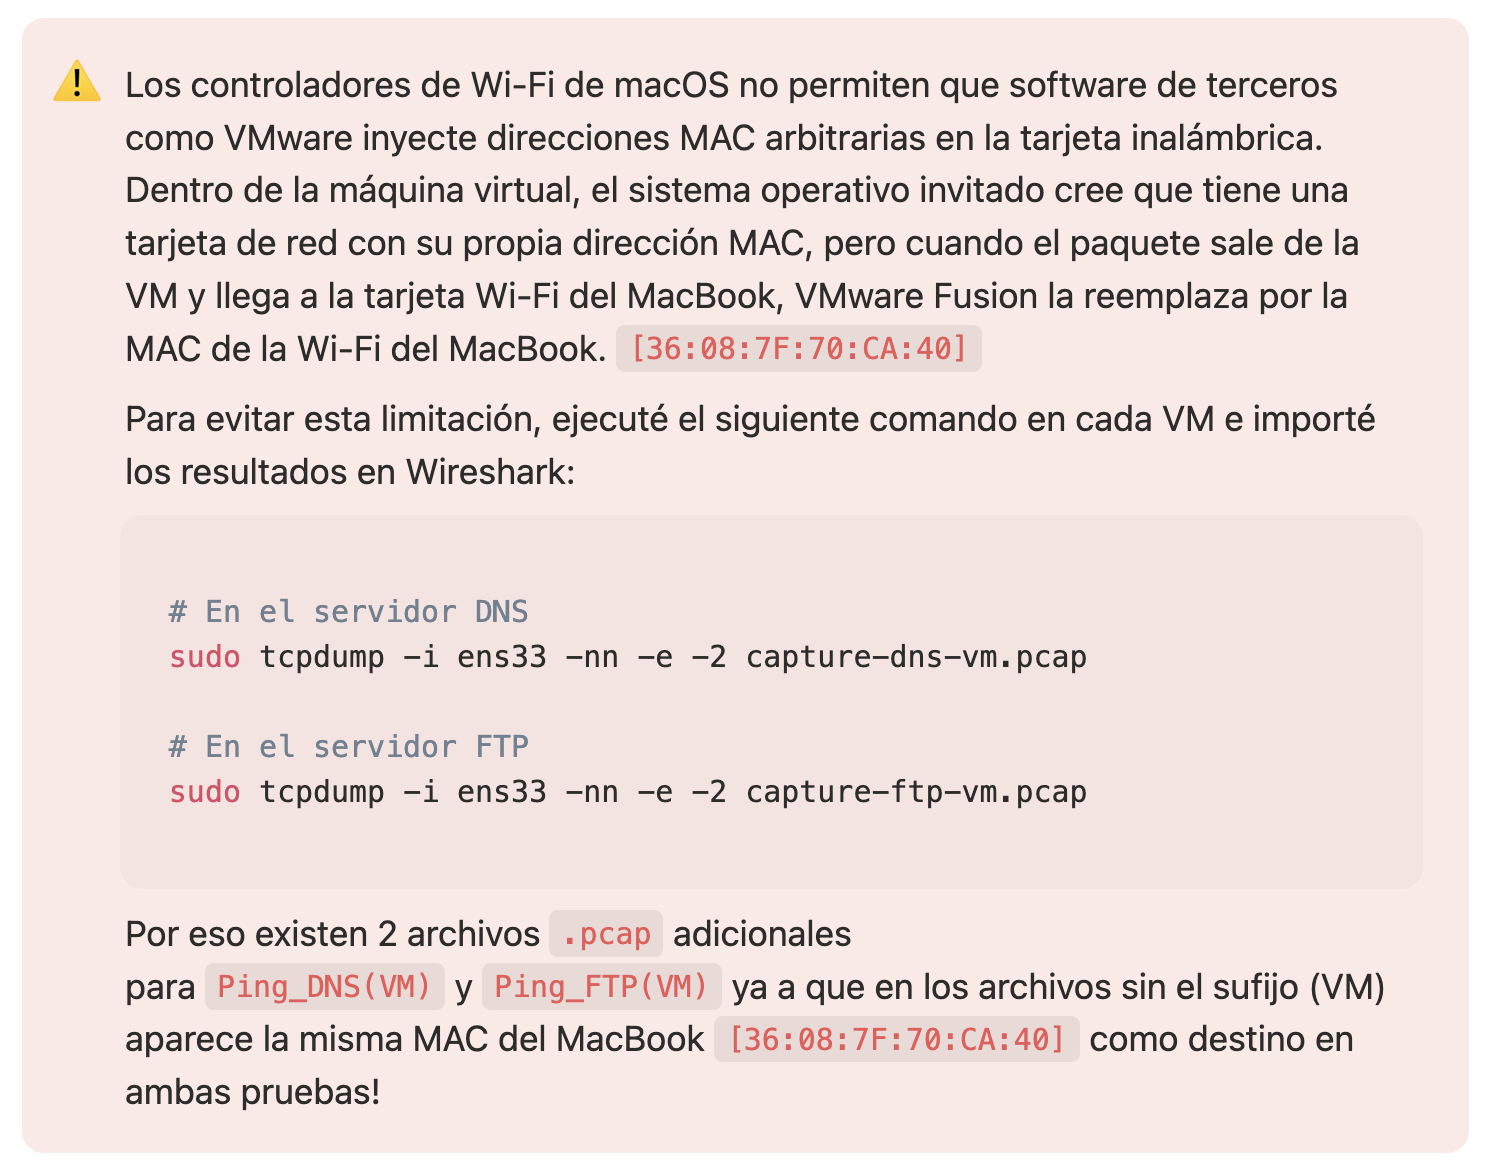 Los controladores de Wi-Fi de macOS no permiten que software de terceros
como VMware inyecte direcciones MAC arbitrarias en la tarjeta inalámbrica.
Dentro de la máquina virtual, el sistema operativo invitado cree que tiene una
tarjeta de red con su propia dirección MAC, pero cuando el paquete sale de la
VM y llega a la tarjeta Wi-Fi del MacBook, VMware Fusion la reemplaza por la
MAC de la Wi-Fi del MacBook. [36:08:7F:70:CA:40]
Para evitar esta limitación, ejecuté el siguiente comando en cada VM e importé
los resultados en Wireshark:
# En el servidor DNS
sudo tcpdump -i ens33 -nn -e -2 capture-dns-vm.pcap
# En el servidor FTP
sudo tcpdump -i ens33 -nn -e -2 capture-ftp-vm.pcap
Por eso existen 2 archivos .pcap adicionales
para Ping_DNS(VM) y Ping_FTP(VM) ya a que en los archivos sin el sufijo (VM)
aparece la misma MAC del MacBook [36:08:7F:70:CA:40] como destino en
ambas pruebas!